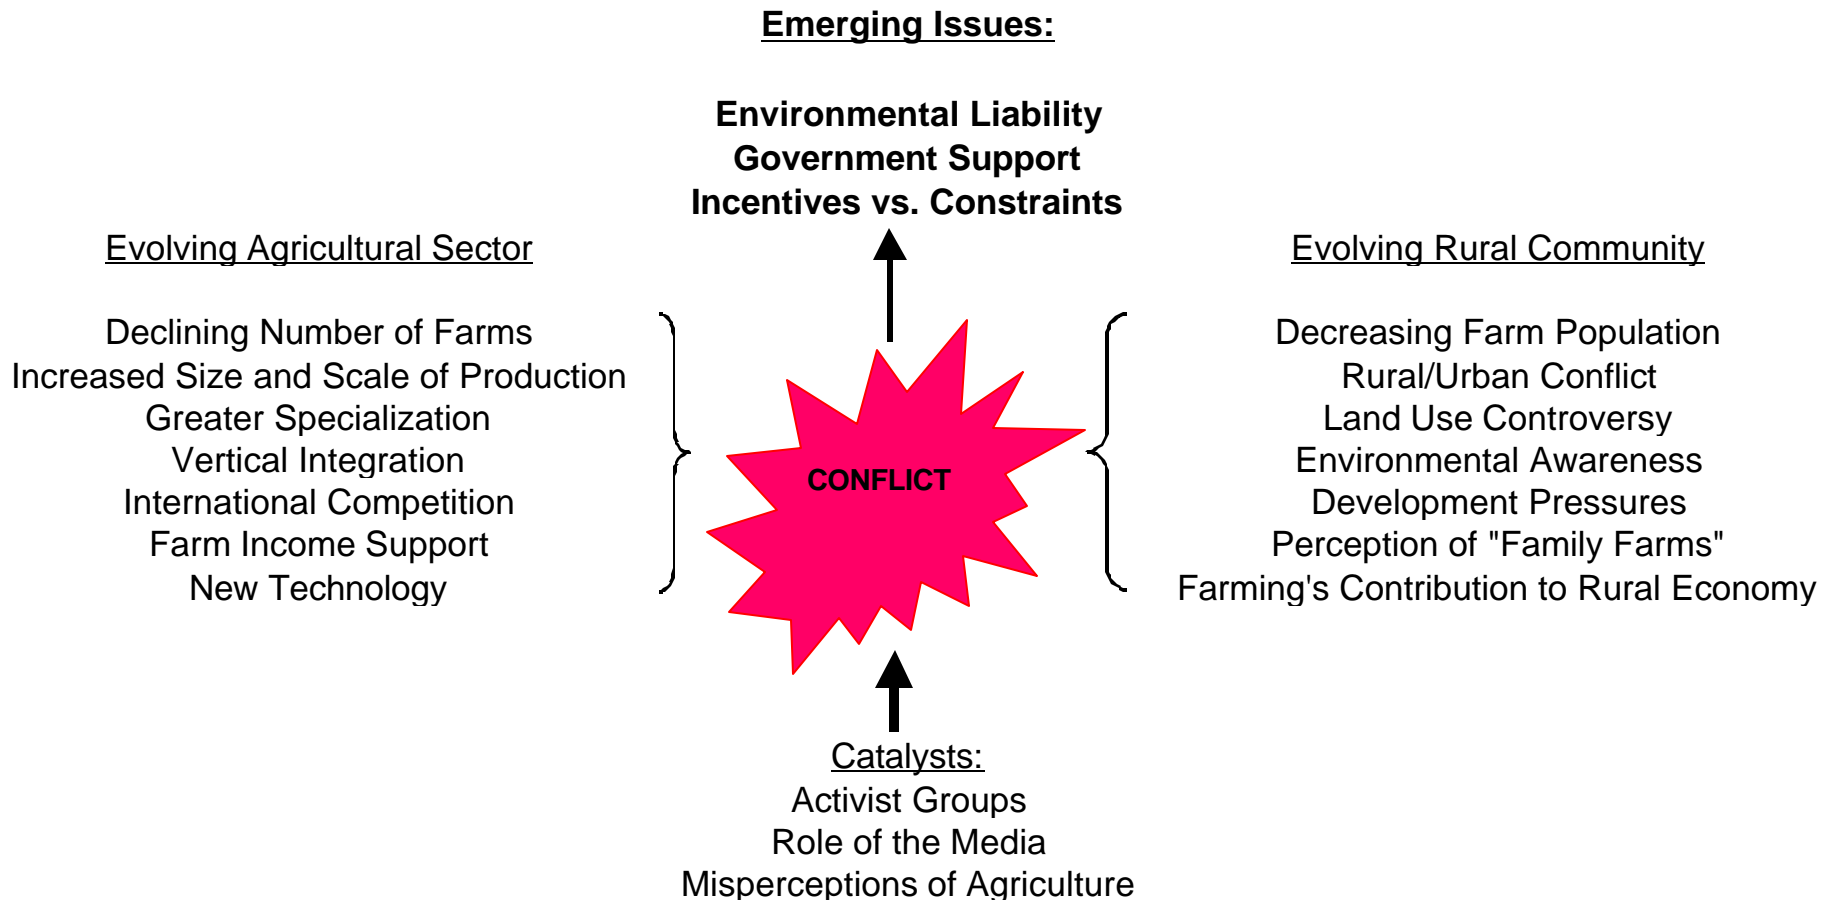 Emerging Issues:
Environmental Liability
Government Support
Incentives vs. Constraints
Evolving Agricultural Sector
Declining Number of Farms
Increased Size and Scale of Production
Greater Specialization
Vertical Integration
International Competition
Farm Income Support
New Technology
CONFLICT
Evolving Rural Community
Decreasing Farm Population
Rural/Urban Conflict
Land Use Controversy
Environmental Awareness
Development Pressures
Perception of "Family Farms"
Farming's Contribution to Rural Economy
Catalysts:
Activist Groups
Role of the Media
Misperceptions of Agriculture